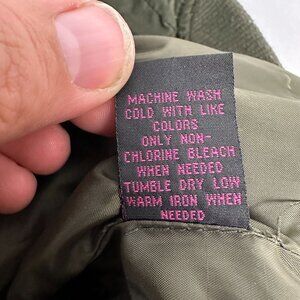 MACHINE WASH
COLD WITH LIKE
COLORS
ONLY NON-
CHLORINE BLEACH
WHEN NEEDED
TUMBLE DRY LOW
WARM IRON WHEN
NEEDED